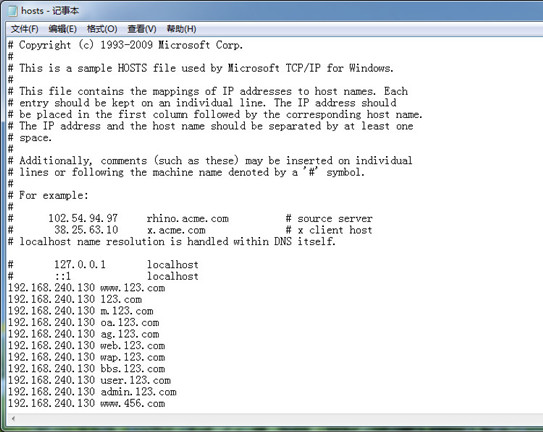 hosts - 记事本
文件(F) 编辑(E) 格式(O) 查看(V) 帮助(H)
# Copyright (c) 1993-2009 Microsoft Corp.
#
# This is a sample HOSTS file used by Microsoft TCP/IP for Windows.
#
# This file contains the mappings of IP addresses to host names. Each
# entry should be kept on an individual line. The IP address should
# be placed in the first column followed by the corresponding host name.
# The IP address and the host name should be separated by at least one
# space.
#
# Additionally, comments (such as these) may be inserted on individual
# lines or following the machine name denoted by a '#' symbol.
#
# For example:
#
#      102.54.94.97     rhino.acme.com          # source server
#       38.25.63.10     x.acme.com              # x client host
# localhost name resolution is handled within DNS itself.

#       127.0.0.1       localhost
#       ::1             localhost
192.168.240.130 www.123.com
192.168.240.130 123.com
192.168.240.130 m.123.com
192.168.240.130 oa.123.com
192.168.240.130 ag.123.com
192.168.240.130 web.123.com
192.168.240.130 wap.123.com
192.168.240.130 bbs.123.com
192.168.240.130 user.123.com
192.168.240.130 admin.123.com
192.168.240.130 www.456.com